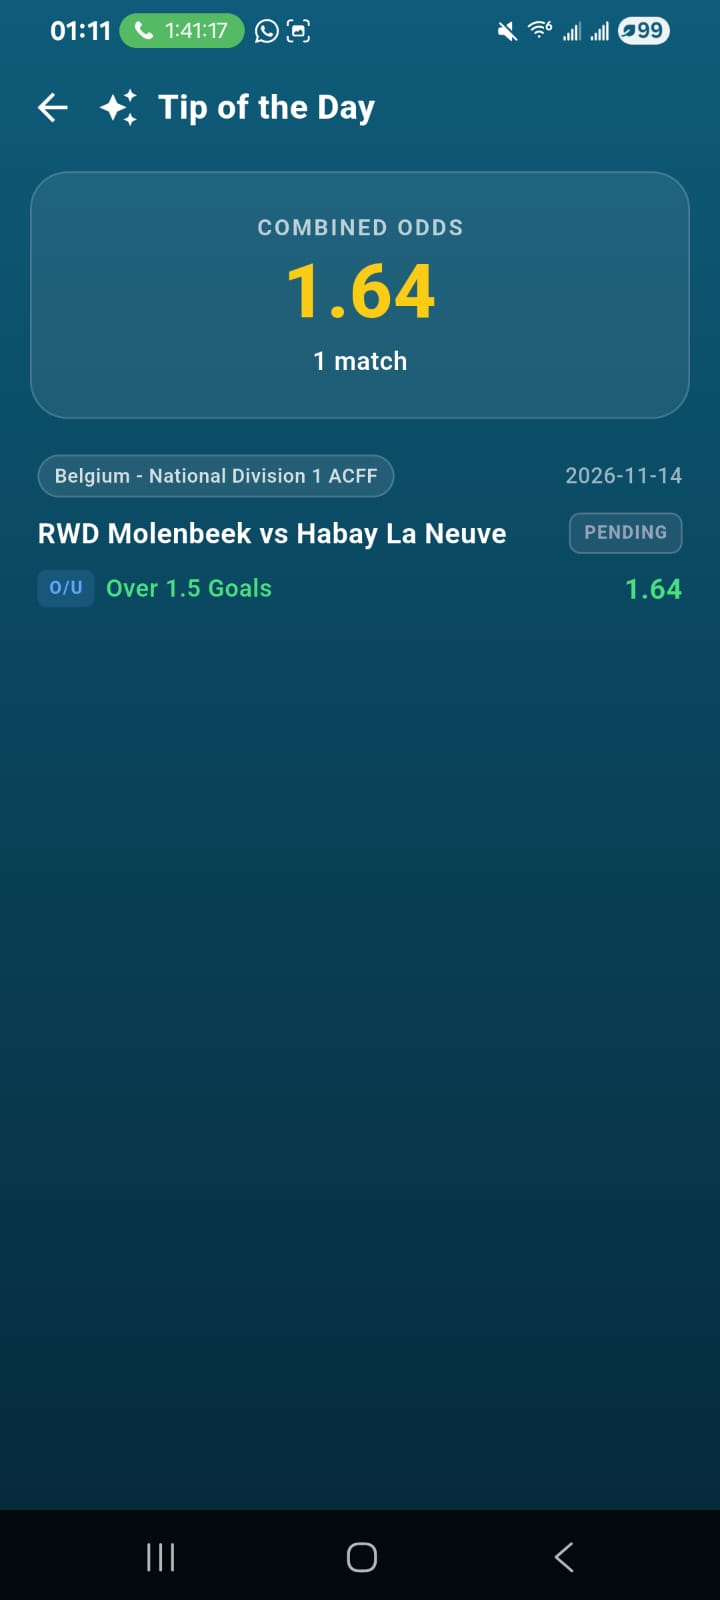 01:11 1:41:17 6 99
Tip of the Day
COMBINED ODDS
1.64
1 match
Belgium - National Division 1 ACFF 2026-11-14
RWD Molenbeek vs Habay La Neuve PENDING
O/U Over 1.5 Goals 1.64